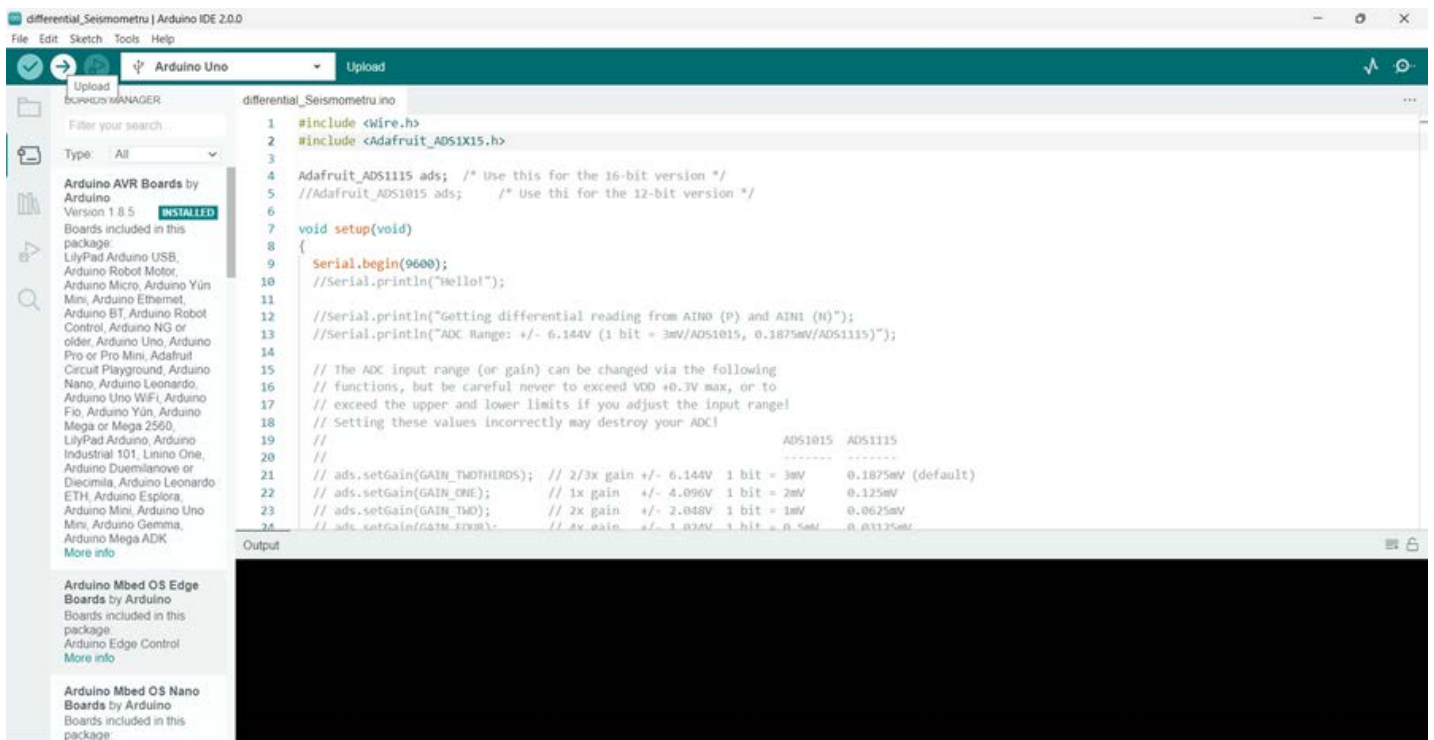 differential_Seismometru | Arduino IDE 2.0.0
File Edit Sketch Tools Help
Arduino Uno
Upload
Upload
BOARDS MANAGER
Filter your search...
Type: All
Arduino AVR Boards by
Arduino
Version 1.8.5 INSTALLED
Boards included in this
package:
LilyPad Arduino USB,
Arduino Robot Motor,
Arduino Micro, Arduino Yún
Mini, Arduino Ethernet,
Arduino BT, Arduino Robot
Control, Arduino NG or
older, Arduino Uno, Arduino
Pro or Pro Mini, Adafruit
Circuit Playground, Arduino
Nano, Arduino Leonardo,
Arduino Uno WiFi, Arduino
Fio, Arduino Yún, Arduino
Mega or Mega 2560,
LilyPad Arduino, Arduino
Industrial 101, Linino One,
Arduino Duemilanove or
Diecimila, Arduino Leonardo
ETH, Arduino Esplora,
Arduino Mini, Arduino Uno
Mini, Arduino Gemma,
Arduino Mega ADK
More info
Arduino Mbed OS Edge
Boards by Arduino
Boards included in this
package:
Arduino Edge Control
More info
Arduino Mbed OS Nano
Boards by Arduino
Boards included in this
package:
differential_Seismometru.ino
1 #include <Wire.h>
2 #include <Adafruit_ADS1X15.h>
3
4 Adafruit_ADS1115 ads; /* Use this for the 16-bit version */
5 //Adafruit_ADS1015 ads; /* Use thi for the 12-bit version */
6
7 void setup(void)
8 {
9 Serial.begin(9600);
10 //Serial.println("Hello!");
11
12 //Serial.println("Getting differential reading from AIN0 (P) and AIN1 (N)");
13 //Serial.println("ADC Range: +/- 6.144V (1 bit = 3mV/ADS1015, 0.1875mV/ADS1115)");
14
15 // The ADC input range (or gain) can be changed via the following
16 // functions, but be careful never to exceed VDD +0.3V max, or to
17 // exceed the upper and lower limits if you adjust the input range!
18 // Setting these values incorrectly may destroy your ADC!
19 // ADS1015 ADS1115
20 // ------- -------
21 // ads.setGain(GAIN_TWOTHIRDS); // 2/3x gain +/- 6.144V 1 bit = 3mV 0.1875mV (default)
22 // ads.setGain(GAIN_ONE); // 1x gain +/- 4.096V 1 bit = 2mV 0.125mV
23 // ads.setGain(GAIN_TWO); // 2x gain +/- 2.048V 1 bit = 1mV 0.0625mV
24 // ads.setGain(GAIN_FOUR); // 4x gain +/- 1.024V 1 bit = 0.5mV 0.03125mV
Output